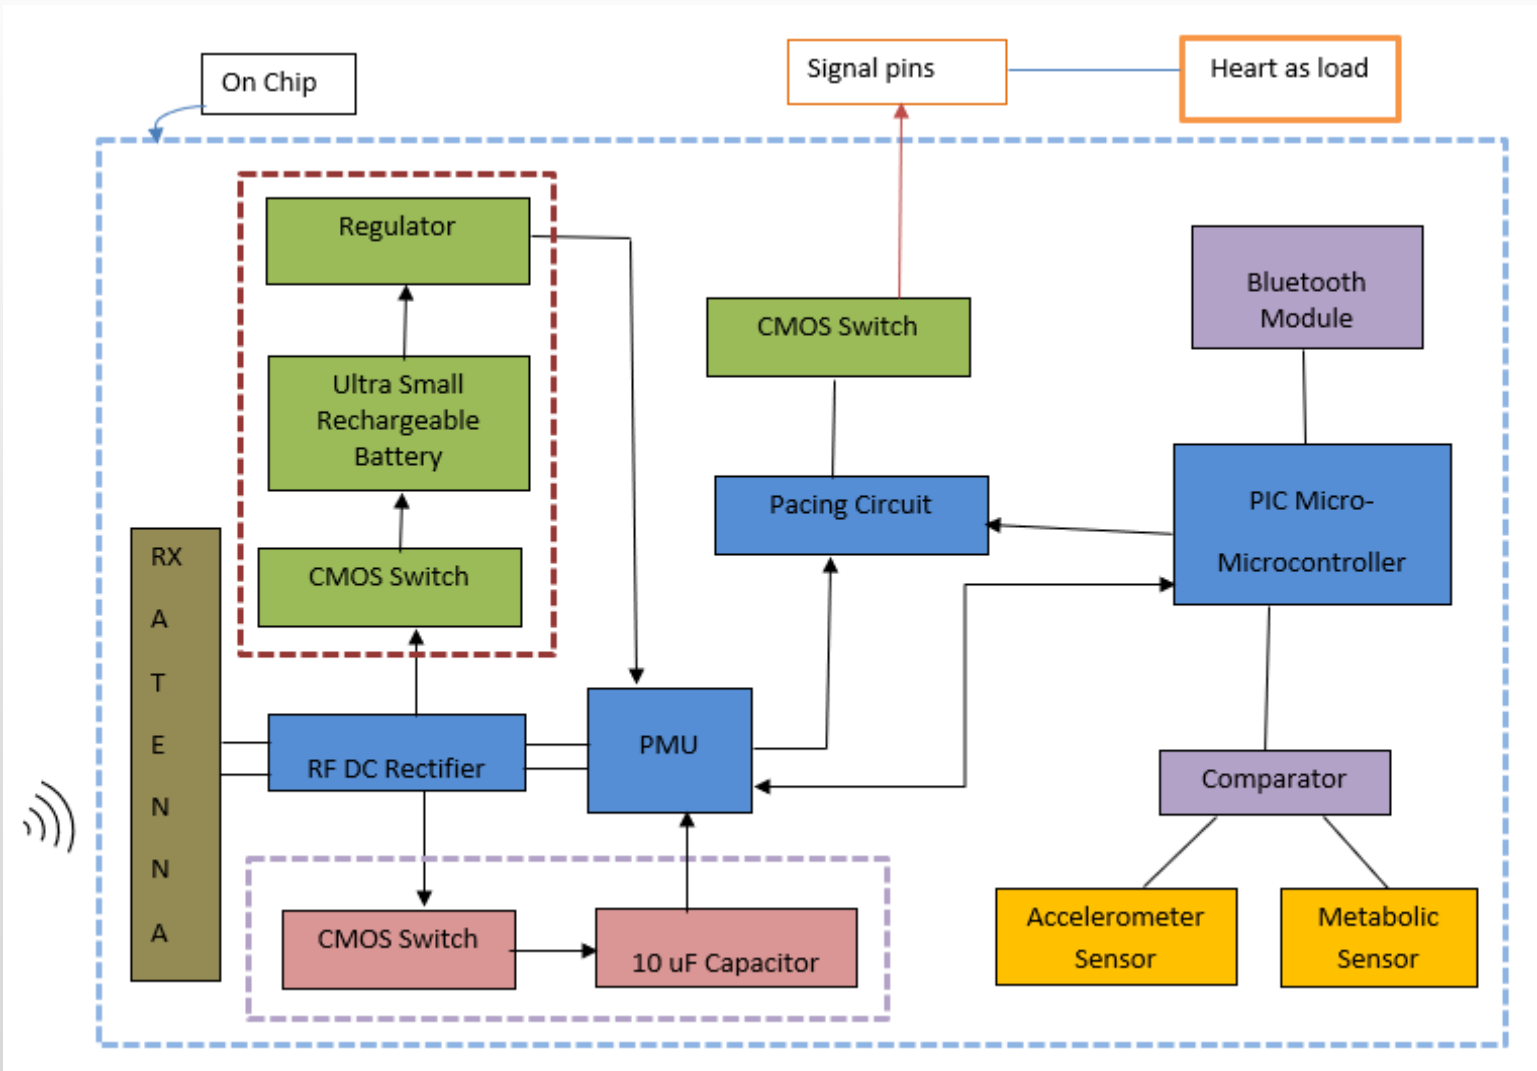 On Chip
Signal pins
Heart as load
Regulator
Bluetooth
Module
CMOS Switch
Ultra Small
Rechargeable
Battery
Pacing Circuit
PIC Micro-
Microcontroller
CMOS Switch
RX
A
T
E
N
N
A
RF DC Rectifier
PMU
Comparator
CMOS Switch
10 uF Capacitor
Accelerometer
Sensor
Metabolic
Sensor